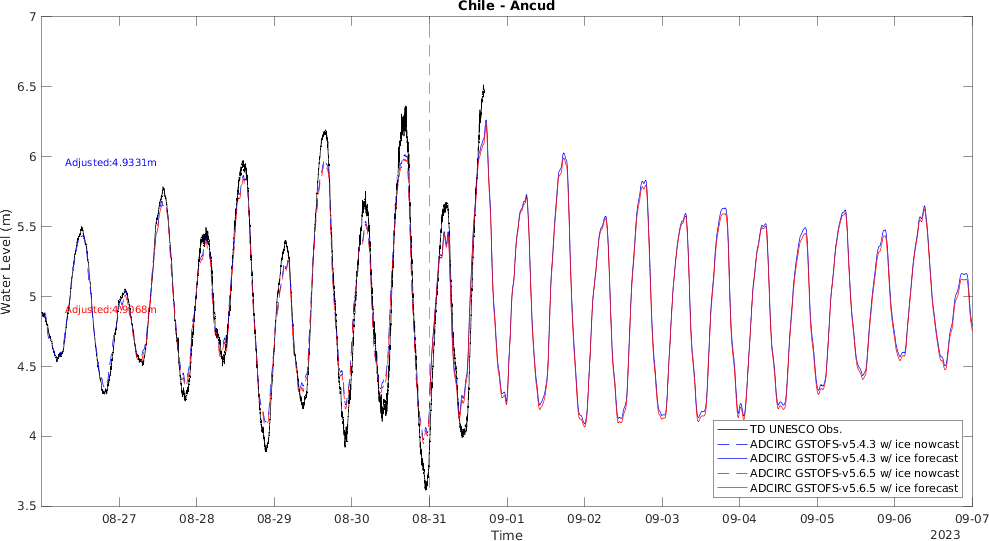 Chile - Ancud
7
6.5
6
5.5
5
4.5
4
3.5
Water Level (m)
Adjusted:4.9331m
Adjusted:4.9068m
TD UNESCO Obs.
ADCIRC GSTOFS-v5.4.3 w/ ice nowcast
ADCIRC GSTOFS-v5.4.3 w/ ice forecast
ADCIRC GSTOFS-v5.6.5 w/ ice nowcast
ADCIRC GSTOFS-v5.6.5 w/ ice forecast
08-27 08-28 08-29 08-30 08-31 09-01 09-02 09-03 09-04 09-05 09-06 09-07
Time
2023